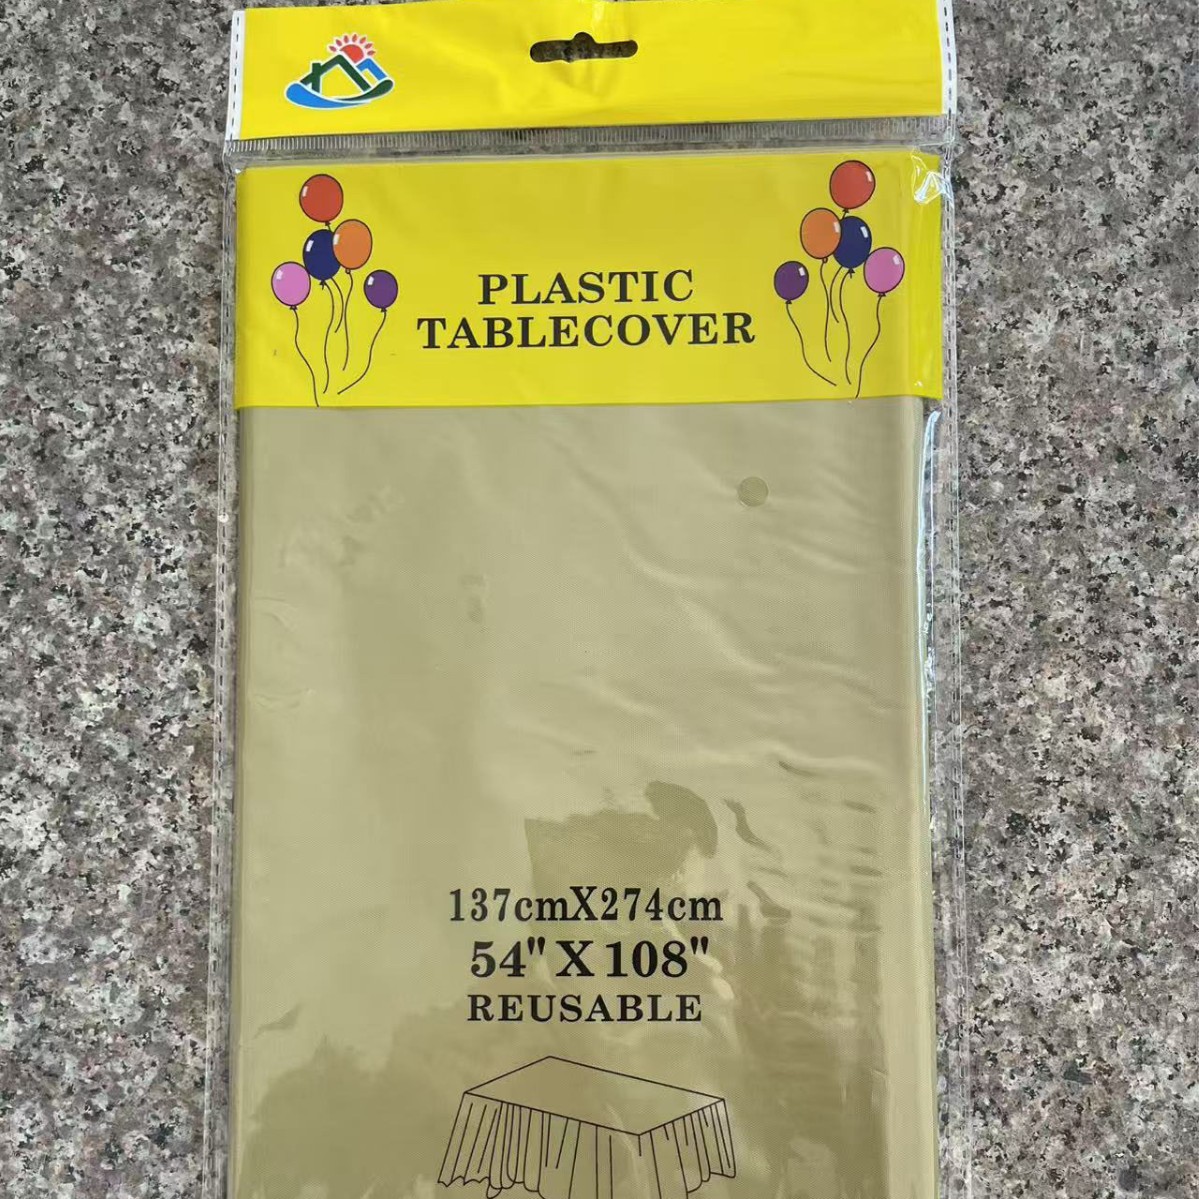 PLASTIC
TABLECOVER
137cmX274cm
54" X 108"
REUSABLE